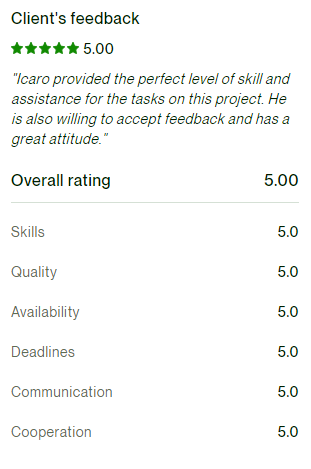 Client's feedback
5.00
"Icaro provided the perfect level of skill and
assistance for the tasks on this project. He
is also willing to accept feedback and has a
great attitude."
Overall rating 5.00
Skills 5.0
Quality 5.0
Availability 5.0
Deadlines 5.0
Communication 5.0
Cooperation 5.0